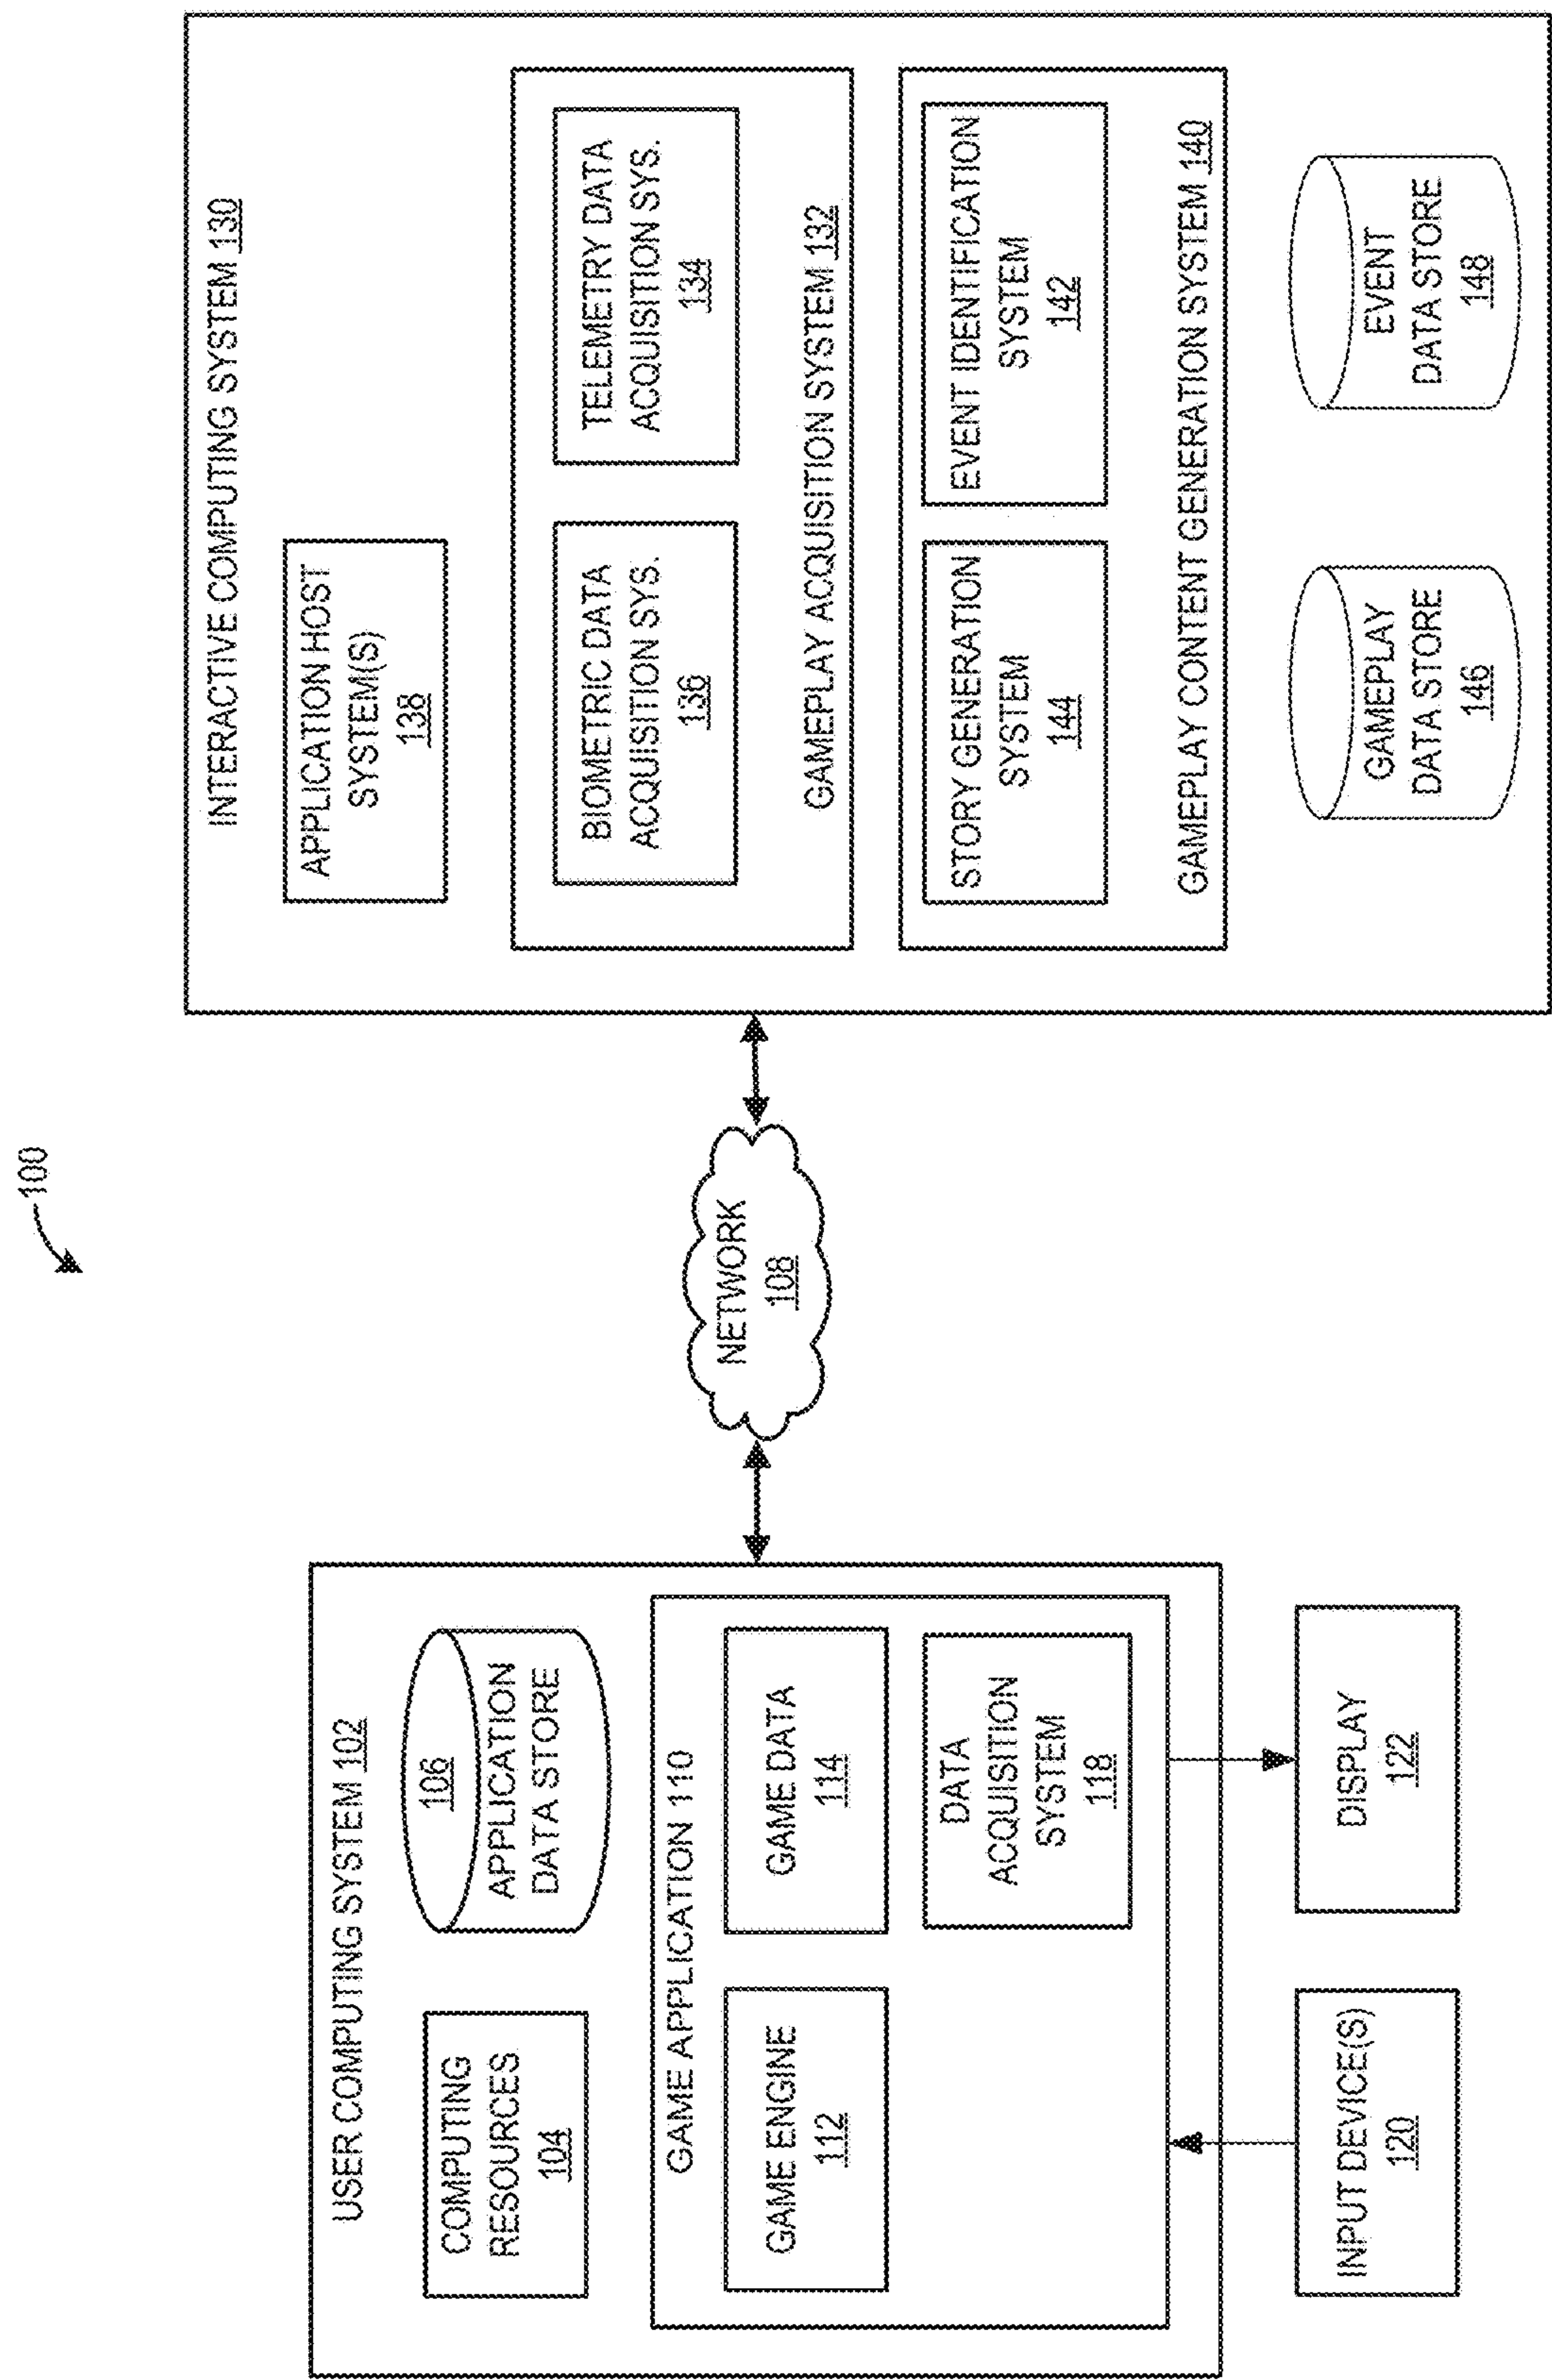 100
USER COMPUTING SYSTEM 102
COMPUTING
RESOURCES
104
106
APPLICATION
DATA STORE
GAME APPLICATION 110
GAME ENGINE
112
GAME DATA
114
DATA
ACQUISITION
SYSTEM
118
INPUT DEVICE(S)
120
DISPLAY
122
NETWORK
108
INTERACTIVE COMPUTING SYSTEM 130
APPLICATION HOST
SYSTEM(S)
138
BIOMETRIC DATA
ACQUISITION SYS.
136
TELEMETRY DATA
ACQUISITION SYS.
134
GAMEPLAY ACQUISITION SYSTEM 132
STORY GENERATION
SYSTEM
144
EVENT IDENTIFICATION
SYSTEM
142
GAMEPLAY CONTENT GENERATION SYSTEM 140
GAMEPLAY
DATA STORE
146
EVENT
DATA STORE
148